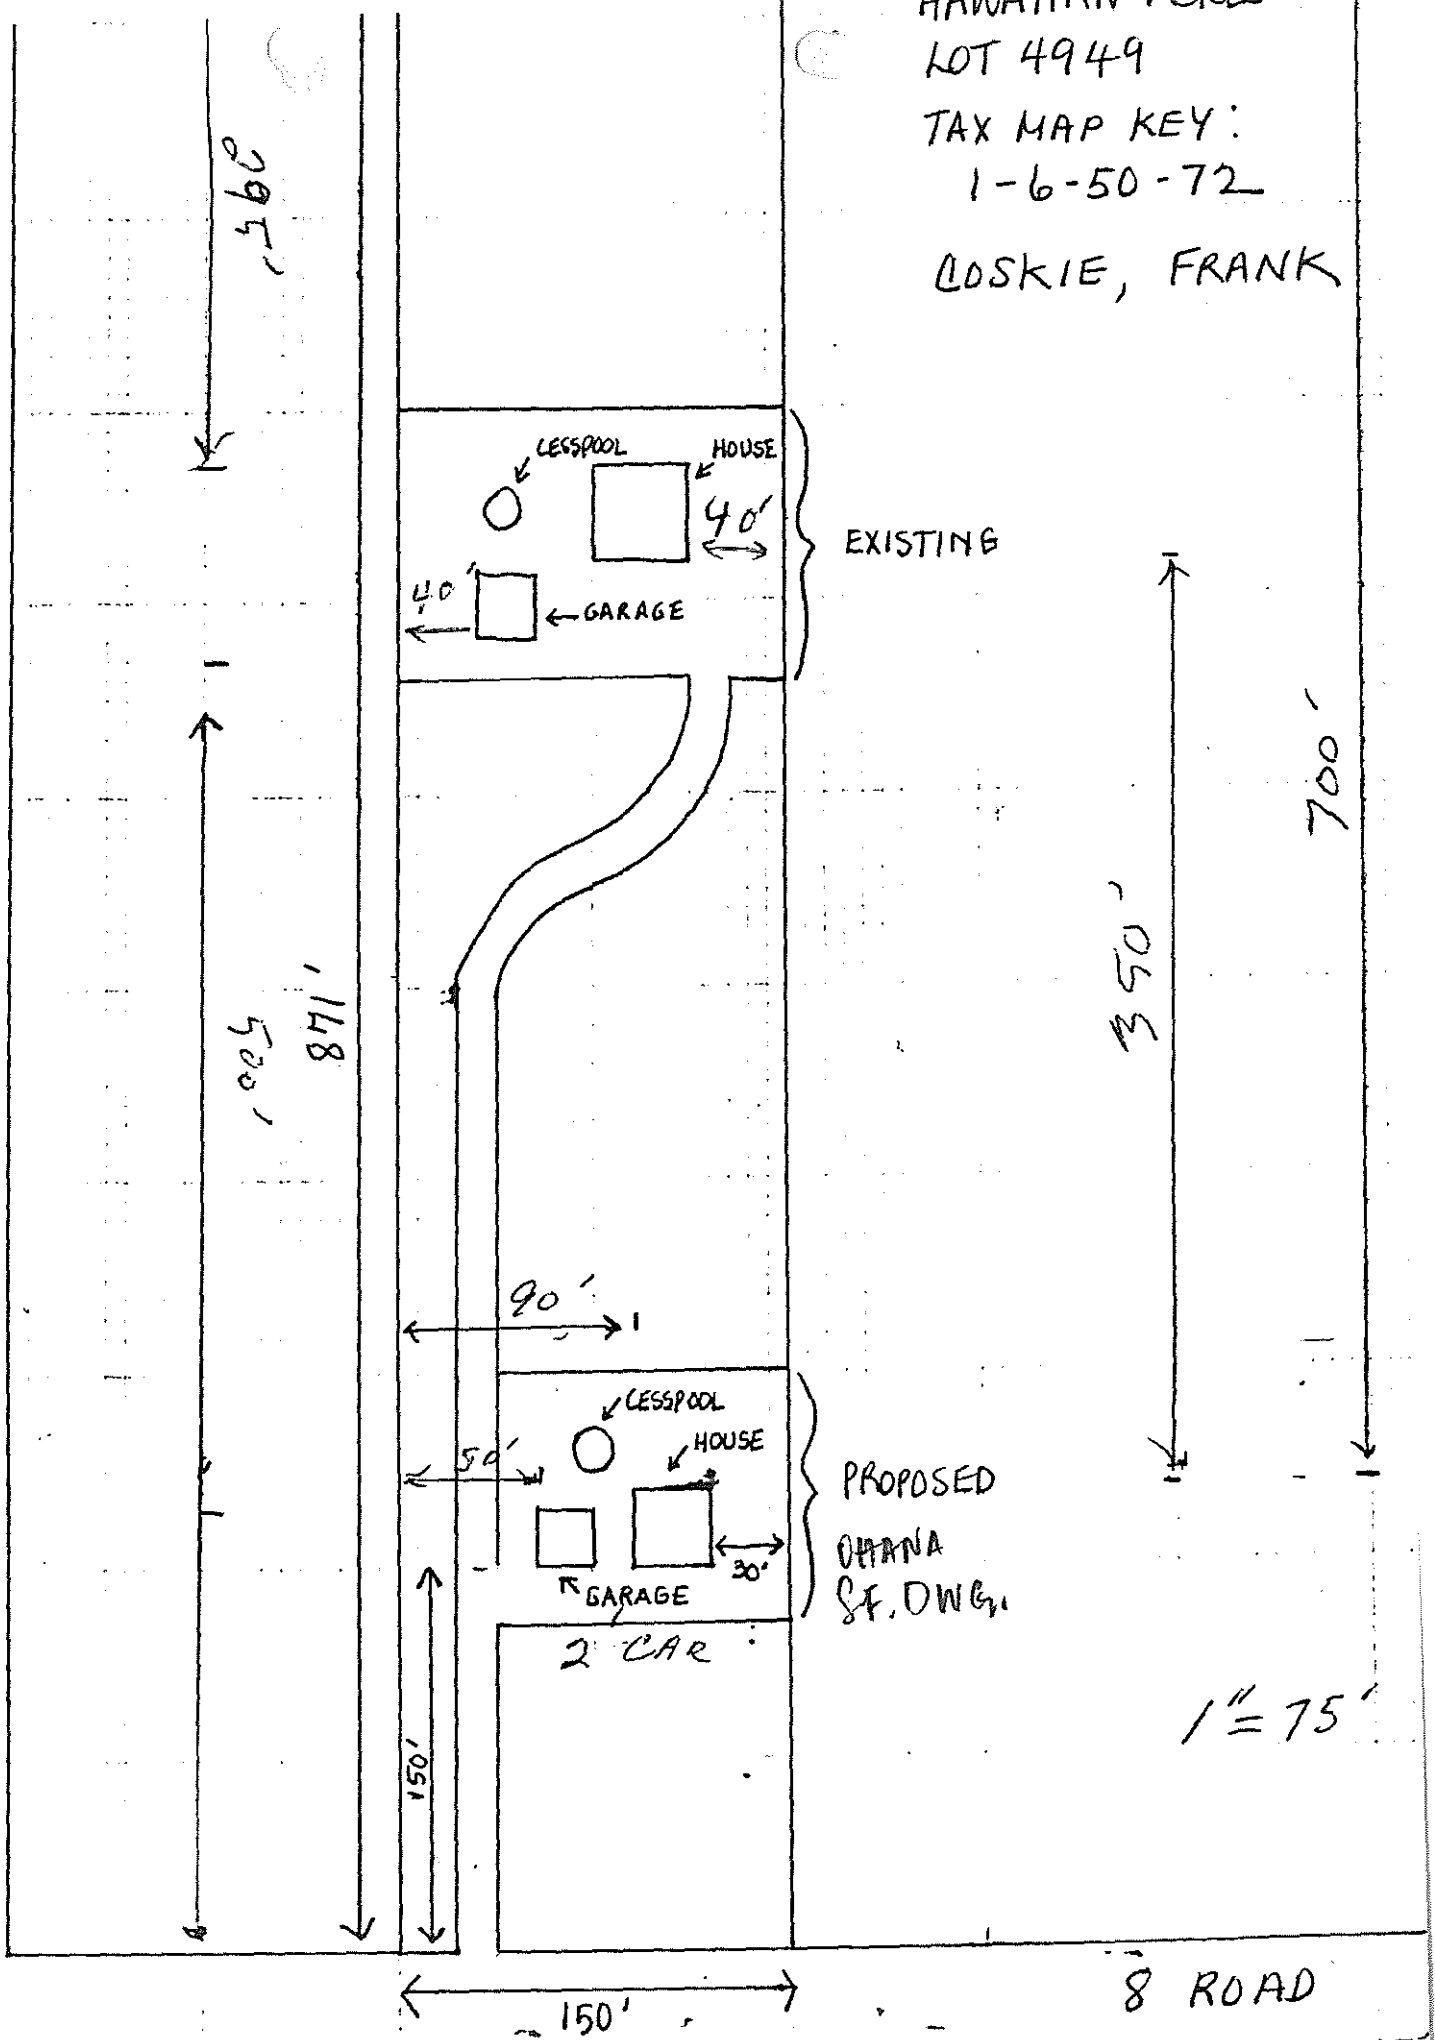 LOT 4949
TAX MAP KEY:
1-6-50-72
COSKIE, FRANK
295'
CESSPOOL
HOUSE
40'
EXISTING
40'
GARAGE
700'
350'
841'
500'
90'
CESSPOOL
HOUSE
50'
PROPOSED
OHANA
SF. DWG.
30'
GARAGE
2 CAR
1" = 75'
150'
8 ROAD
150'